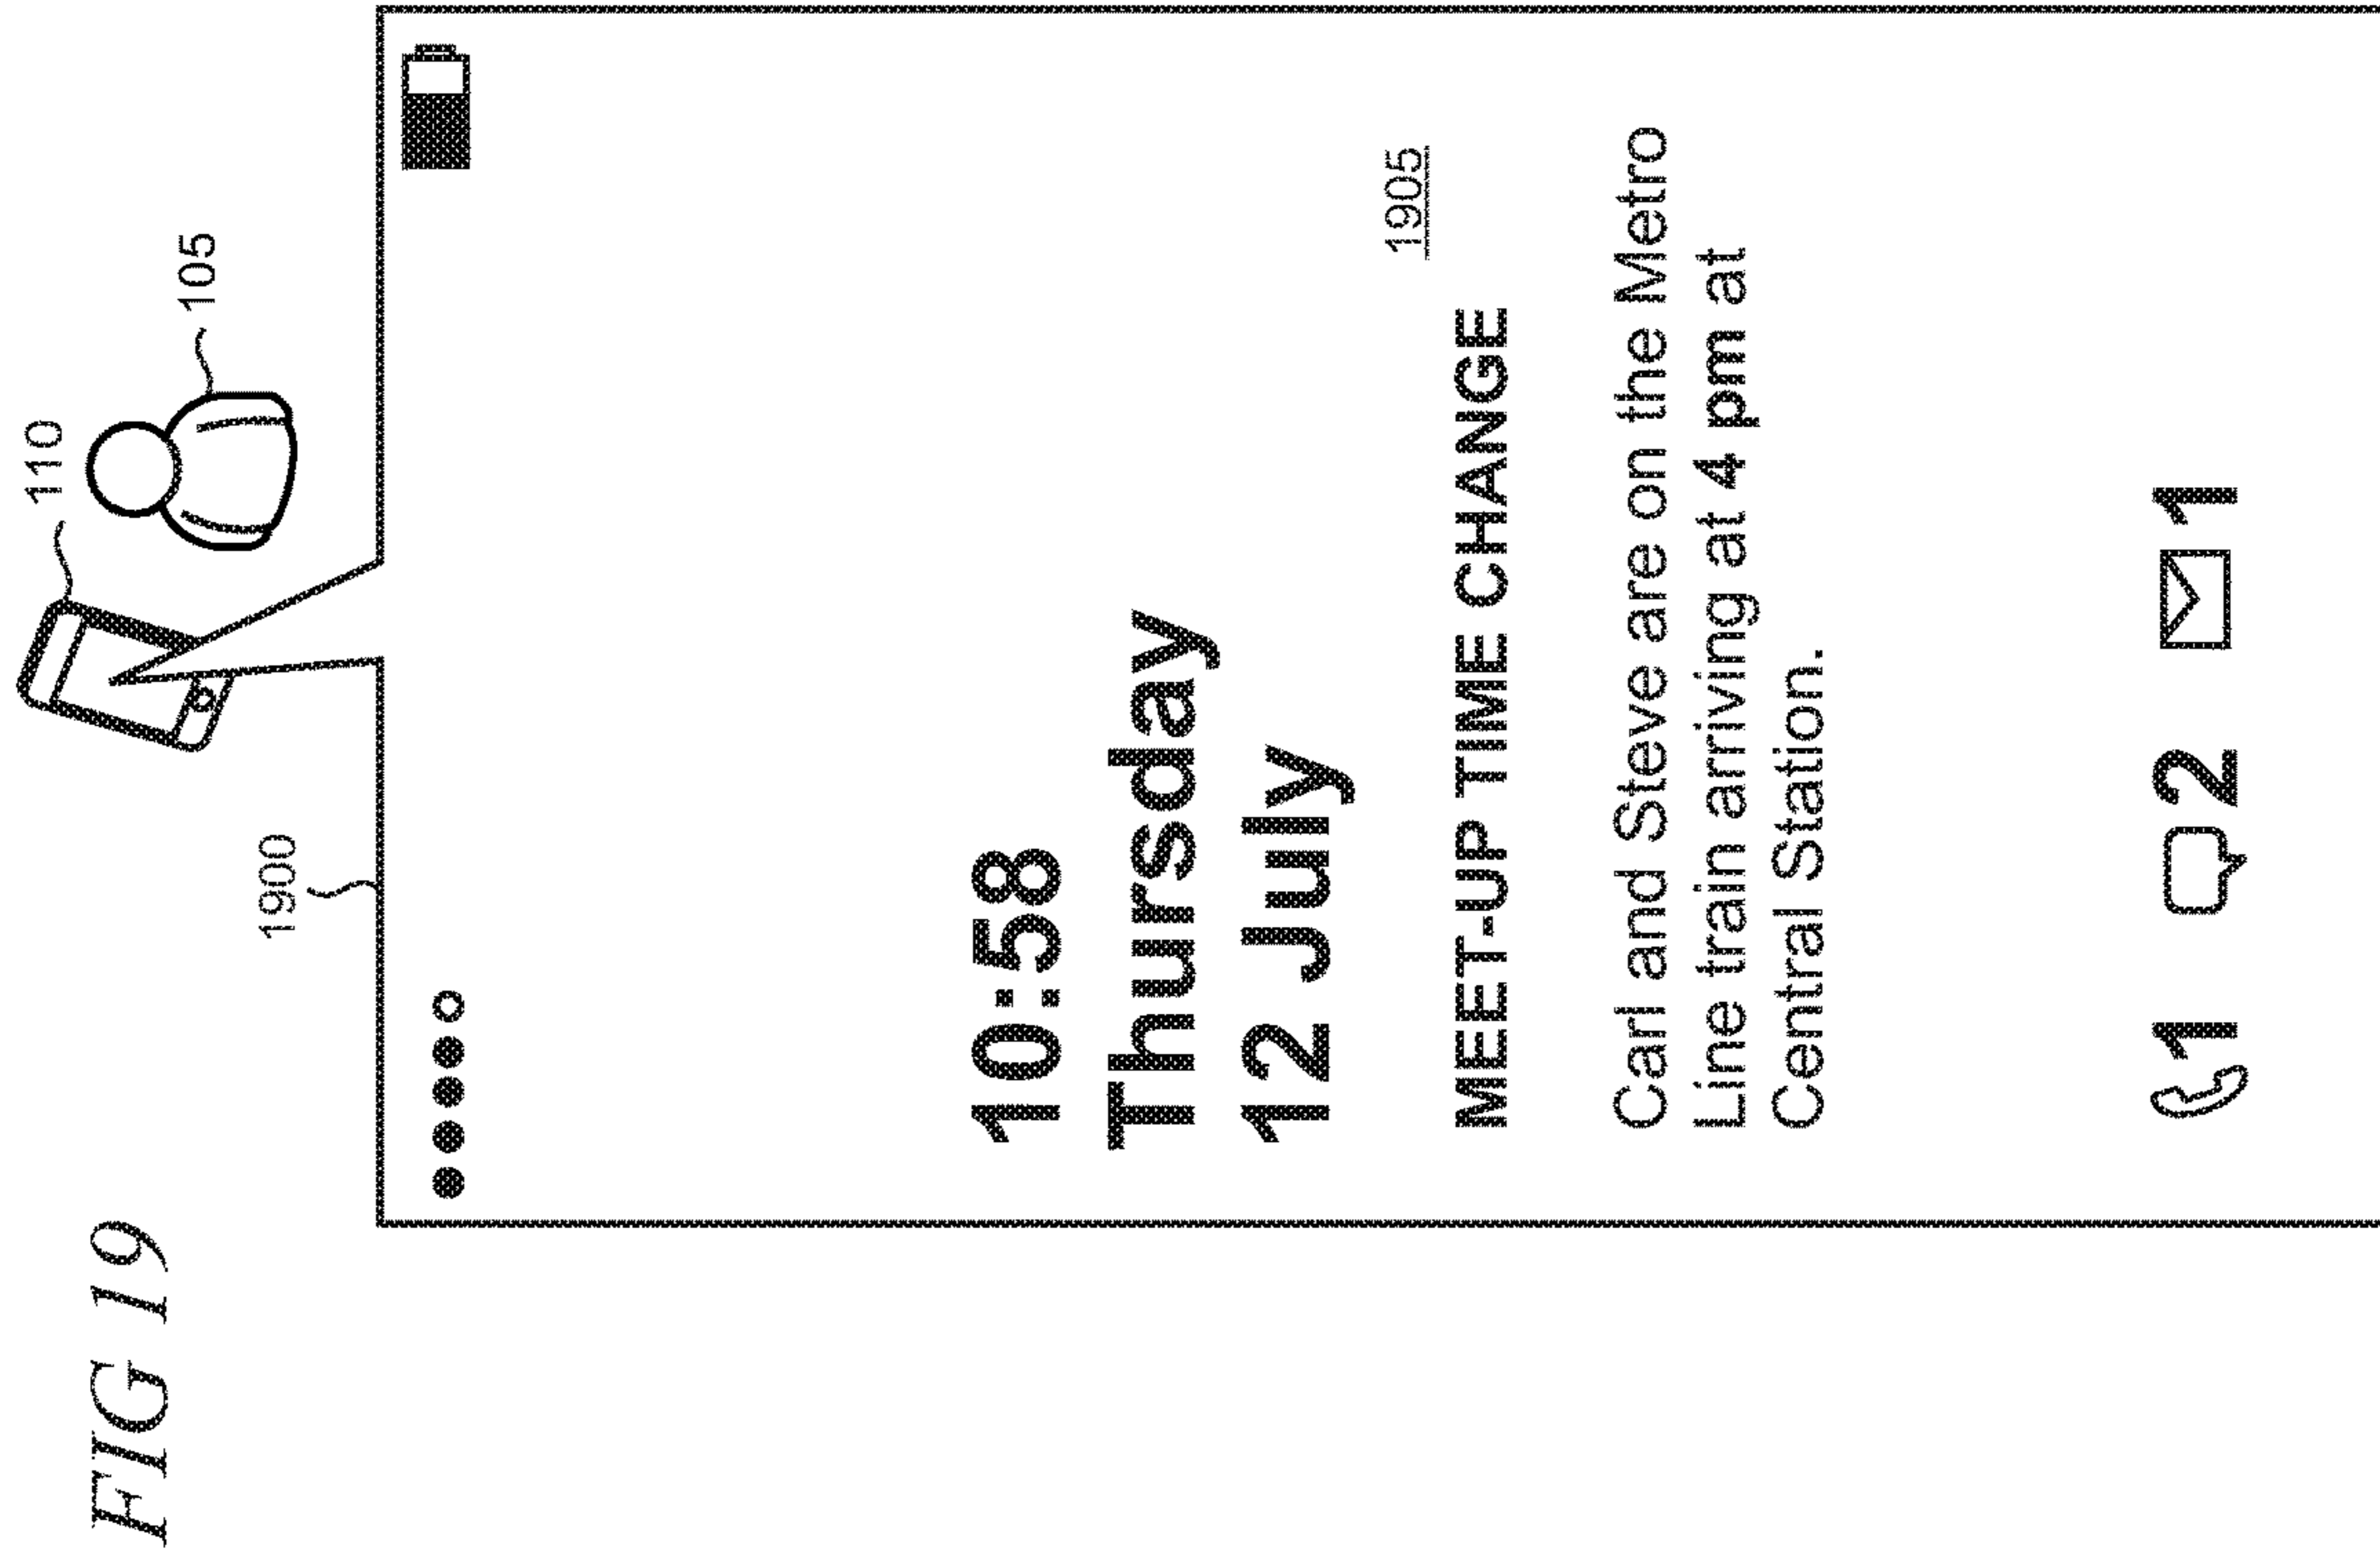 FIG 19
110
105
1900
10:58
Thursday
12 July
1905
MEET-UP TIME CHANGE
Carl and Steve are on the Metro
Line train arriving at 4 pm at
Central Station.
1 2 1